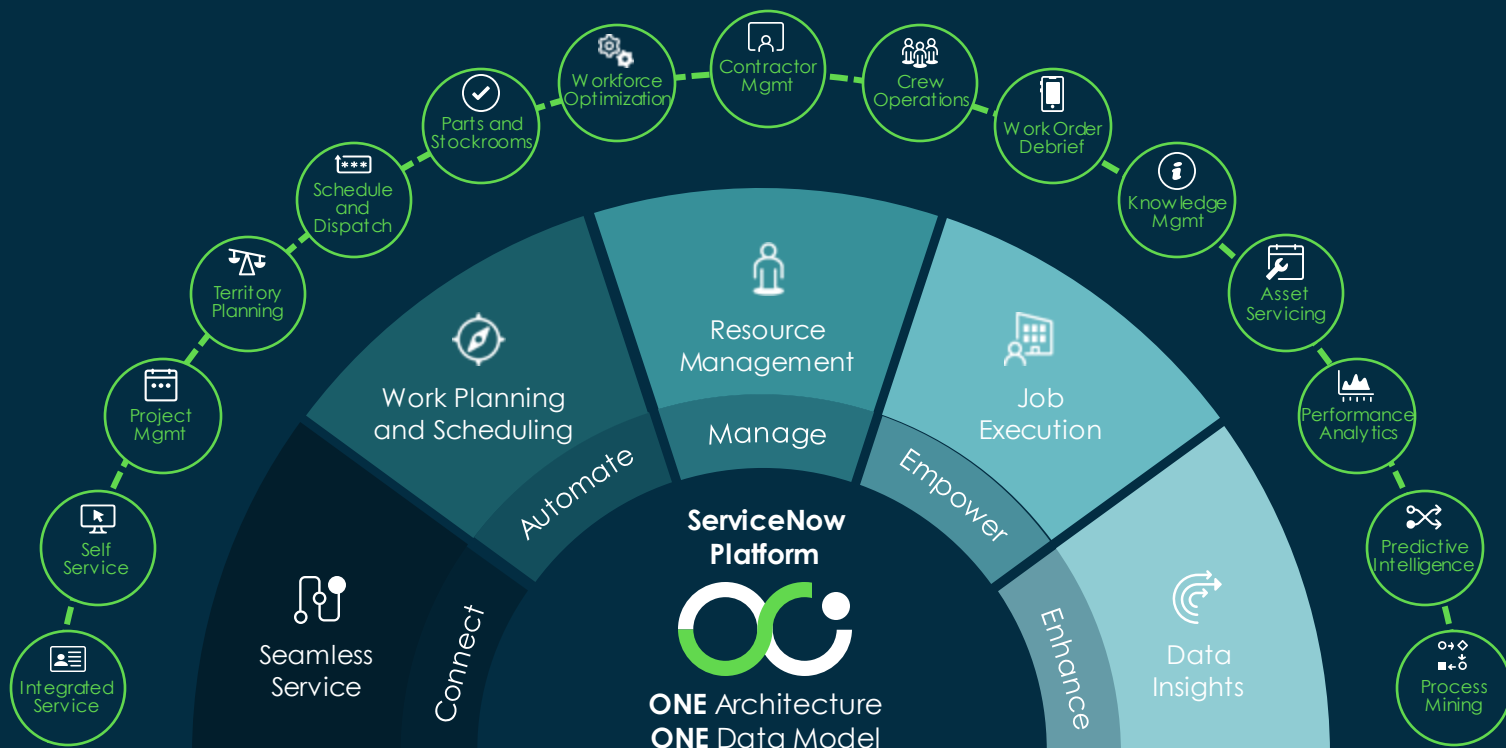 Integrated
Service
Self
Service
Project
Mgmt
Territory
Planning
Schedule
and
Dispatch
Parts and
Stockrooms
Workforce
Optimization
Contractor
Mgmt
Crew
Operations
Work Order
Debrief
Knowledge
Mgmt
Asset
Servicing
Performance
Analytics
Predictive
Intelligence
Process
Mining
Seamless
Service
Connect
Work Planning
and Scheduling
Automate
Resource
Management
Manage
Job
Execution
Empower
Data
Insights
Enhance
ServiceNow
Platform
ONE Architecture
ONE Data Model